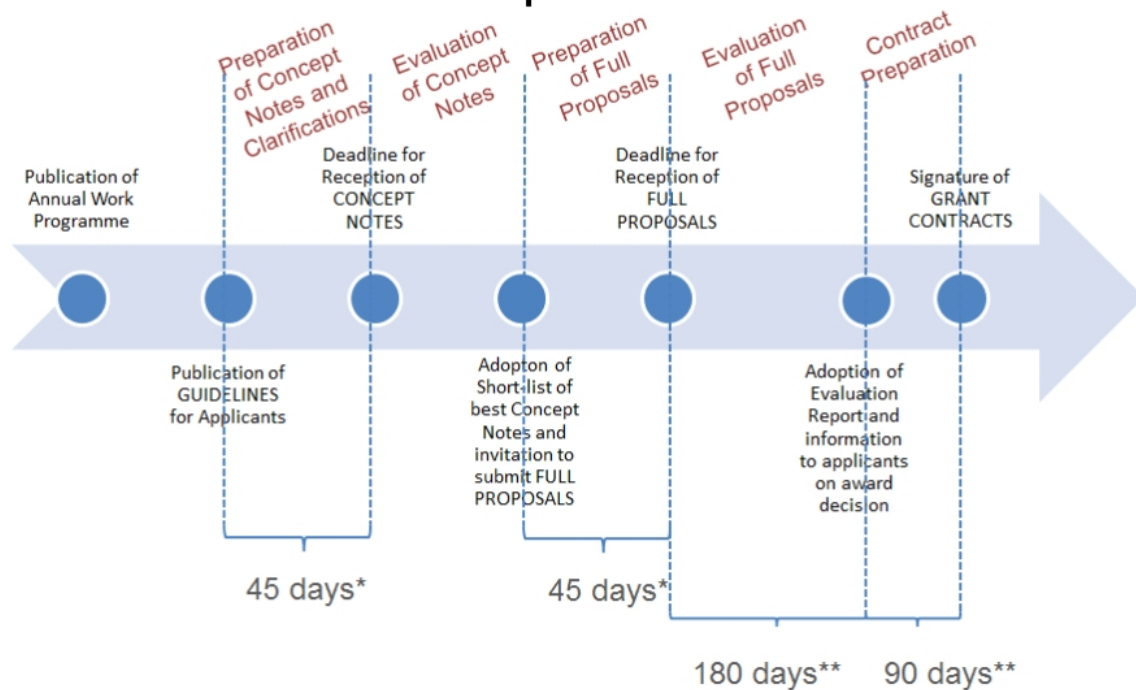 Preparation
of Concept
Notes and
Clarifications
Evaluation
of Concept
Notes
Preparation
of Full
Proposals
Evaluation
of Full
Proposals
Contract
Preparation
Publication of
Annual Work
Programme
Deadline for
Reception of
CONCEPT
NOTES
Deadline for
Reception of
FULL
PROPOSALS
Signature of
GRANT
CONTRACTS
Publication of
GUIDELINES
for Applicants
Adopton of
Short-list of
best Concept
Notes and
invitation to
submit FULL
PROPOSALS
Adoption of
Evaluation
Report and
information
to applicants
on award
decision
45 days*
45 days*
180 days**
90 days**